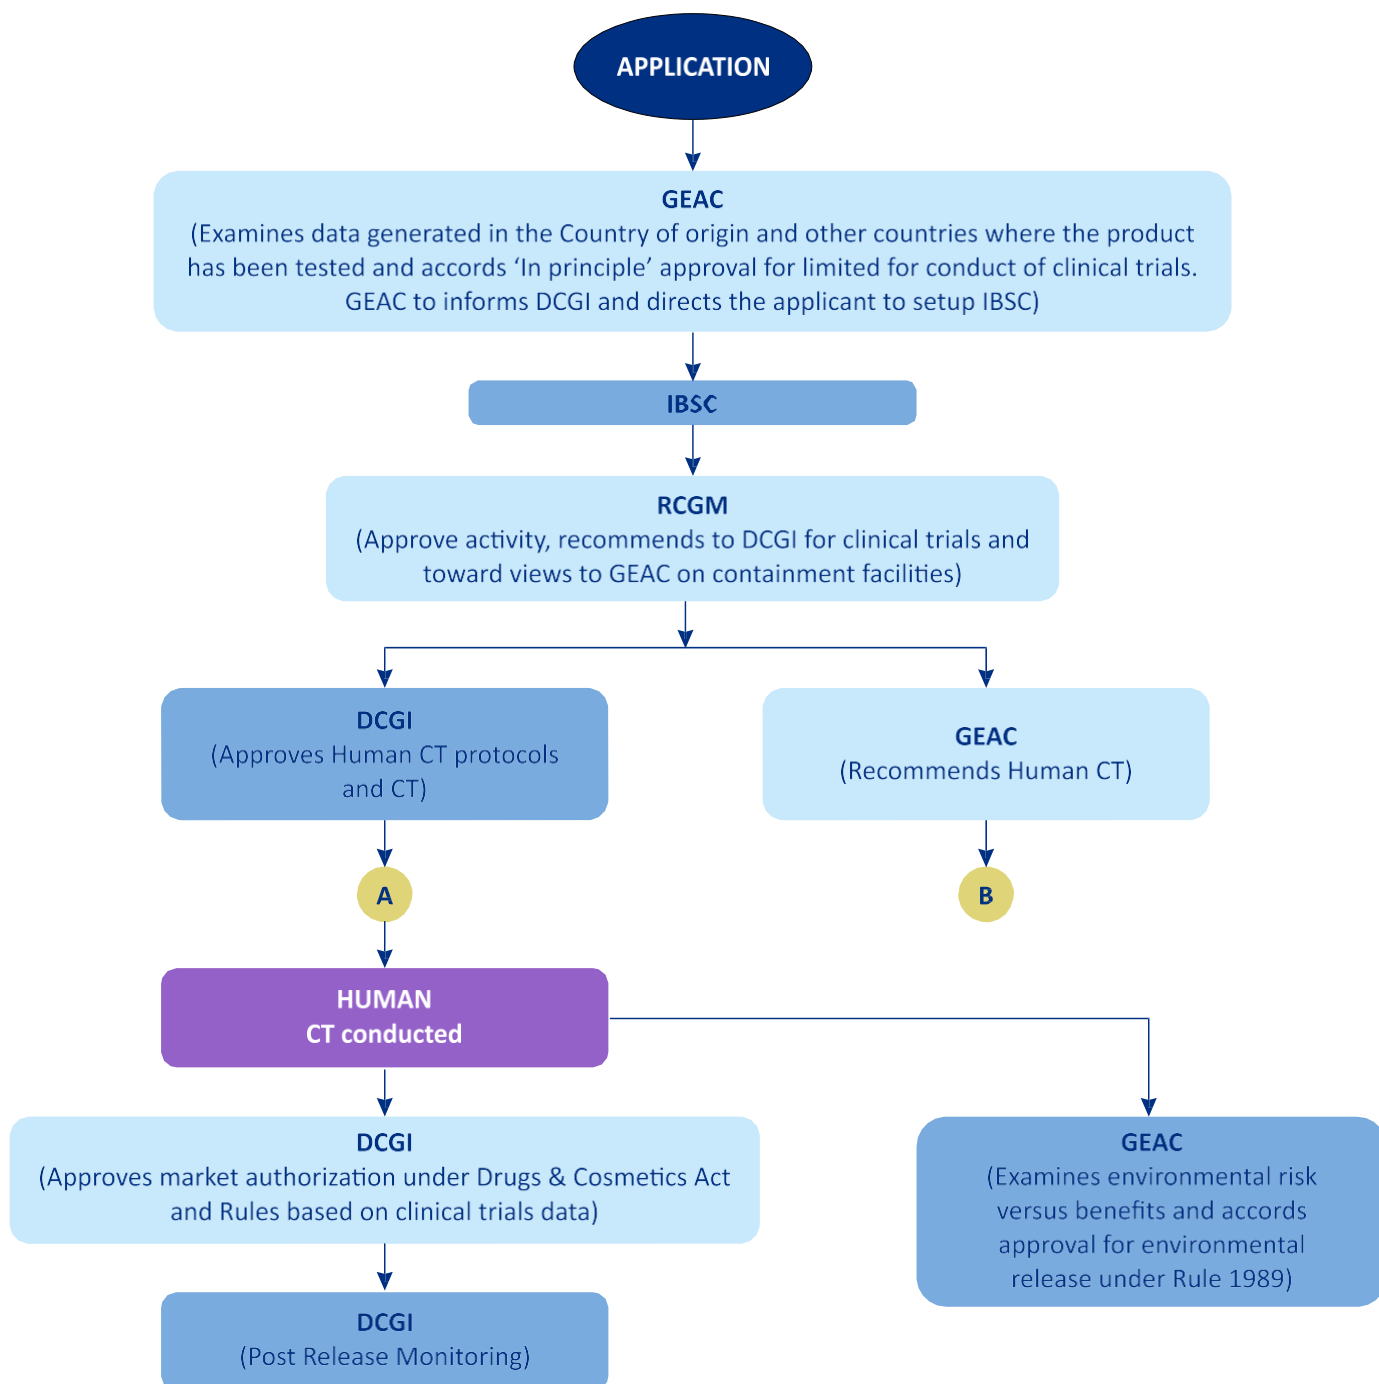 APPLICATION
GEAC
(Examines data generated in the Country of origin and other countries where the product
has been tested and accords ‘In principle’ approval for limited for conduct of clinical trials.
GEAC to informs DCGI and directs the applicant to setup IBSC)
IBSC
RCGM
(Approve activity, recommends to DCGI for clinical trials and
toward views to GEAC on containment facilities)
DCGI
(Approves Human CT protocols
and CT)
GEAC
(Recommends Human CT)
A
B
HUMAN
CT conducted
DCGI
(Approves market authorization under Drugs & Cosmetics Act
and Rules based on clinical trials data)
GEAC
(Examines environmental risk
versus benefits and accords
approval for environmental
release under Rule 1989)
DCGI
(Post Release Monitoring)